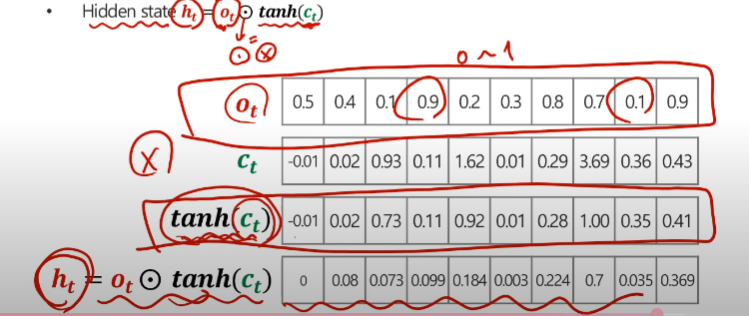 • Hidden state h_t = o_t ⊙ tanh(c_t)
⊙ = ⊗
0 ~ 1
o_t 0.5 0.4 0.1 0.9 0.2 0.3 0.8 0.7 0.1 0.9
X
c_t -0.01 0.02 0.93 0.11 1.62 0.01 0.29 3.69 0.36 0.43
tanh(c_t) -0.01 0.02 0.73 0.11 0.92 0.01 0.28 1.00 0.35 0.41
h_t = o_t ⊙ tanh(c_t) 0 0.08 0.073 0.099 0.184 0.003 0.224 0.7 0.035 0.369